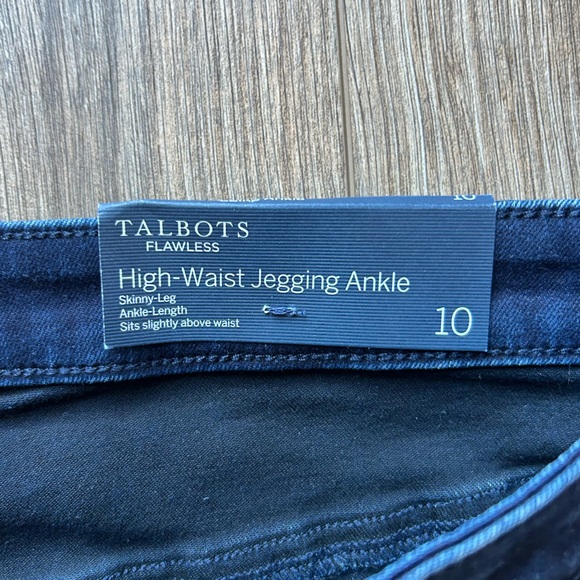 TALBOTS
FLAWLESS
High-Waist Jegging Ankle
Skinny-Leg
Ankle-Length
Sits slightly above waist
10